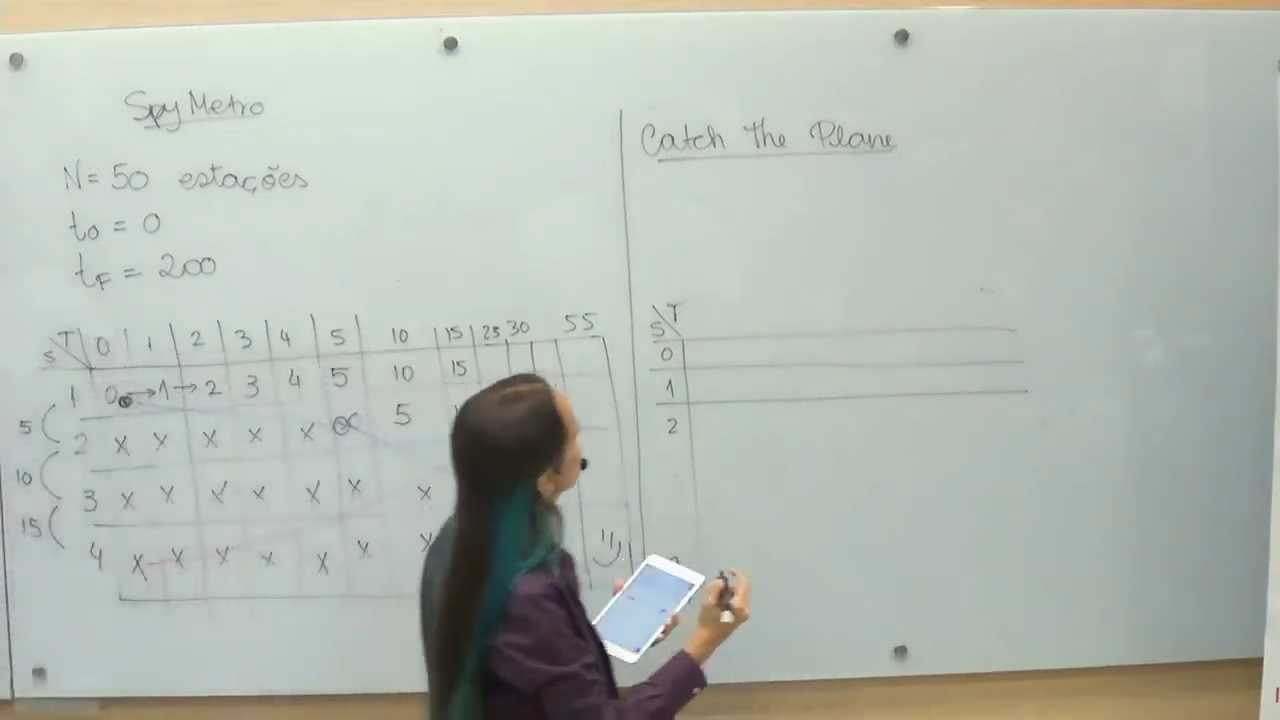 Spy Metro
N = 50 estações
t0 = 0
tF = 200
S T 0 1 2 3 4 5 10 15 25 30 55
1 0 → 1 → 2 3 4 5 10 15
5 ( 2 x x x x x 5
10 ( 3 x x x x x x x
15 ( 4 x x x x x x
Catch the Plane
S T
0
1
2